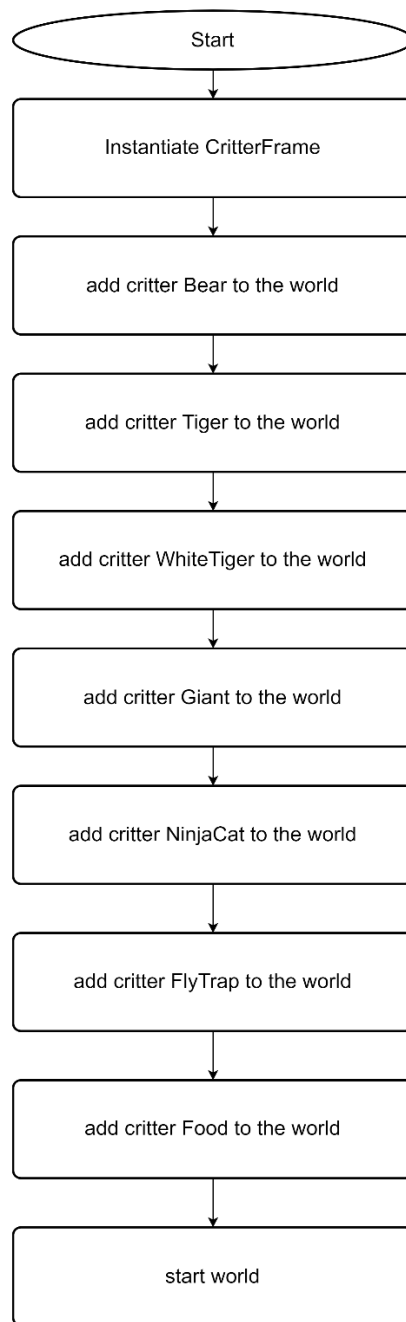 Start
Instantiate CritterFrame
add critter Bear to the world
add critter Tiger to the world
add critter WhiteTiger to the world
add critter Giant to the world
add critter NinjaCat to the world
add critter FlyTrap to the world
add critter Food to the world
start world